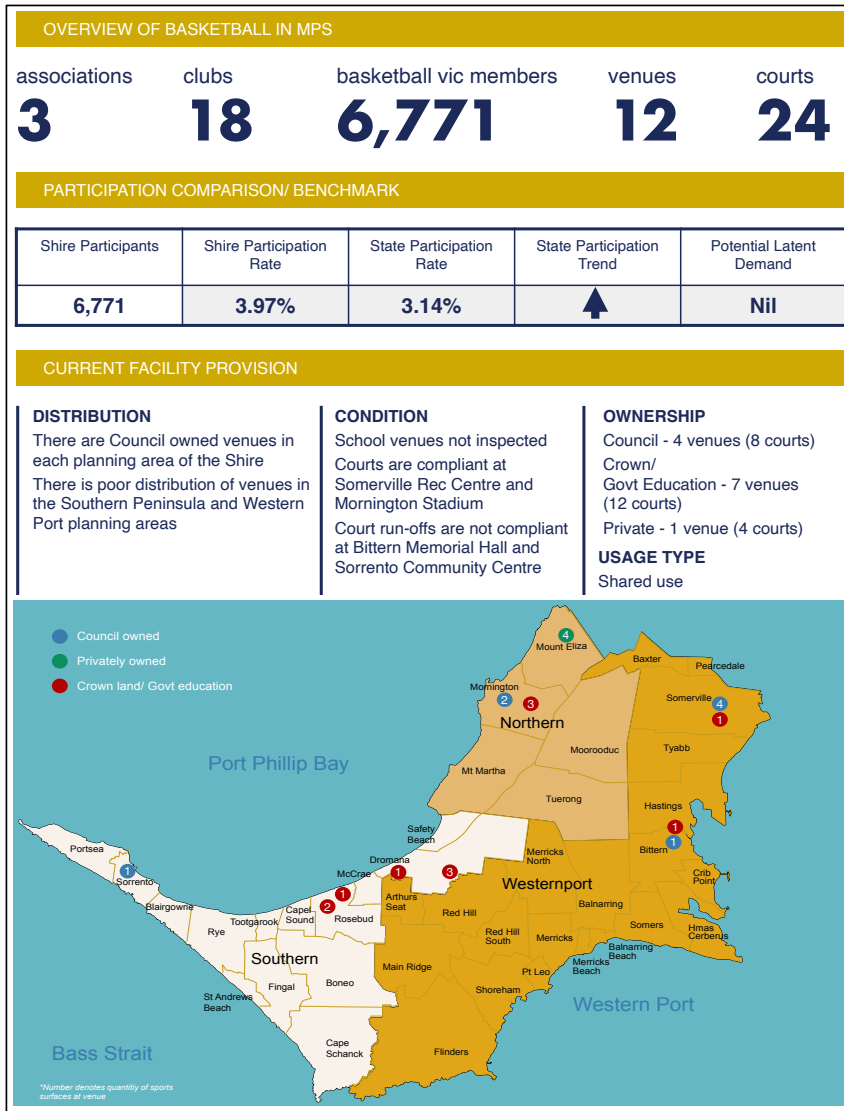 OVERVIEW OF BASKETBALL IN MPS
associations
3
clubs
18
basketball vic members
6,771
venues
12
courts
24
PARTICIPATION COMPARISON/ BENCHMARK
Shire Participants
Shire Participation
Rate
State Participation
Rate
State Participation
Trend
Potential Latent
Demand
6,771
3.97%
3.14%
Nil
CURRENT FACILITY PROVISION
DISTRIBUTION
There are Council owned venues in
each planning area of the Shire
There is poor distribution of venues in
the Southern Peninsula and Western
Port planning areas
CONDITION
School venues not inspected
Courts are compliant at
Somerville Rec Centre and
Mornington Stadium
Court run-offs are not compliant
at Bittern Memorial Hall and
Sorrento Community Centre
OWNERSHIP
Council - 4 venues (8 courts)
Crown/
Govt Education - 7 venues
(12 courts)
Private - 1 venue (4 courts)
USAGE TYPE
Shared use
Council owned
Privately owned
Crown land/ Govt education
4
Mount Eliza
Baxter
Pearcedale
Mornington
2
3
Northern
Somerville
4
1
Port Phillip Bay
Moorooduc
Tyabb
Mt Martha
Tuerong
Hastings
1
1
Bittern
Safety
Beach
Portsea
1
Sorrento
Blairgowne
Dromana
1
3
McCrae
1
2
Rosebud
Merricks
North
Westernport
Crib
Point
Arthurs
Seat
Capel
Sound
Tootgarook
Rye
Red Hill
Balnarring
Red Hill
South
Merricks
Somers
Hmas
Cerberus
Balnarring
Beach
Merricks
Beach
Southern
Main Ridge
Pt Leo
Fingal
Boneo
Shoreham
St Andrews
Beach
Western Port
Cape
Schanck
Flinders
Bass Strait
*Number denotes quantitiy of sports
surfaces at venue